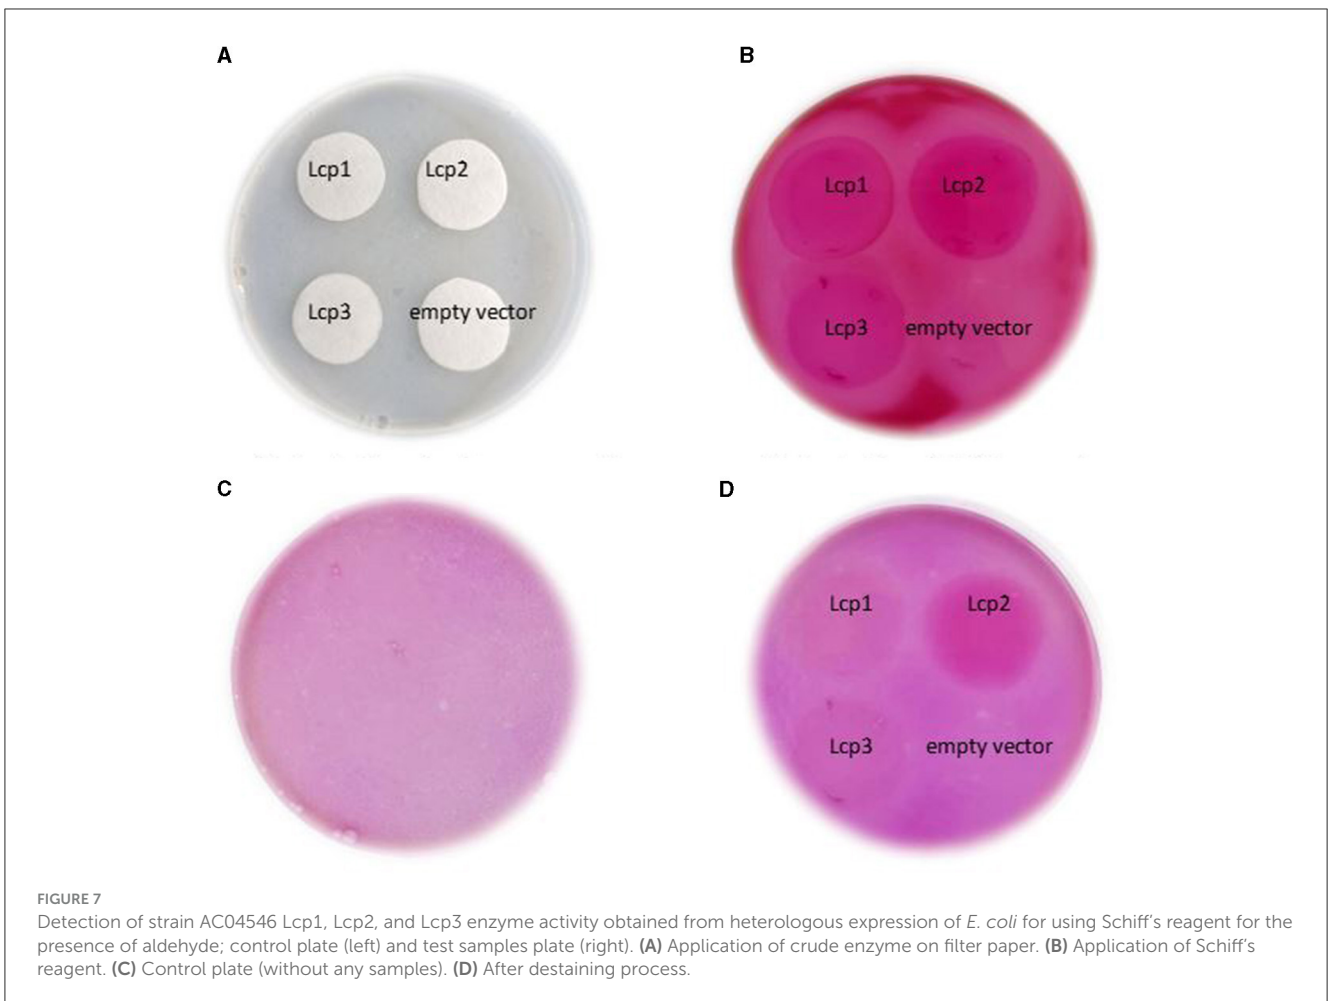 A
B
Lcp1
Lcp2
Lcp1
Lcp2
Lcp3
empty vector
Lcp3
empty vector
C
D
Lcp1
Lcp2
Lcp3
empty vector
FIGURE 7
Detection of strain AC04546 Lcp1, Lcp2, and Lcp3 enzyme activity obtained from heterologous expression of E. coli for using Schiff's reagent for the
presence of aldehyde; control plate (left) and test samples plate (right). (A) Application of crude enzyme on filter paper. (B) Application of Schiff's
reagent. (C) Control plate (without any samples). (D) After destaining process.